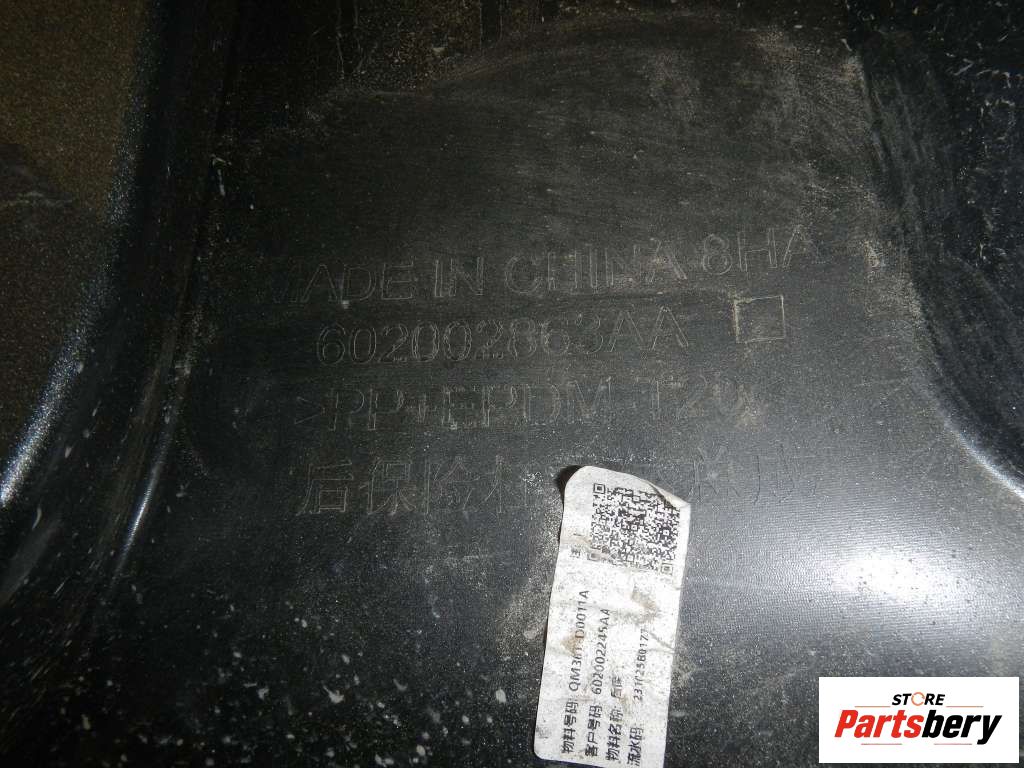 MADE IN CHINA 8HA
602002863AA
>PP+EPDM-T20
后保险杠
物料号码 QM301-D0011A
客户号码 602002245AA
物料名称
流水码
STORE
Partsbery